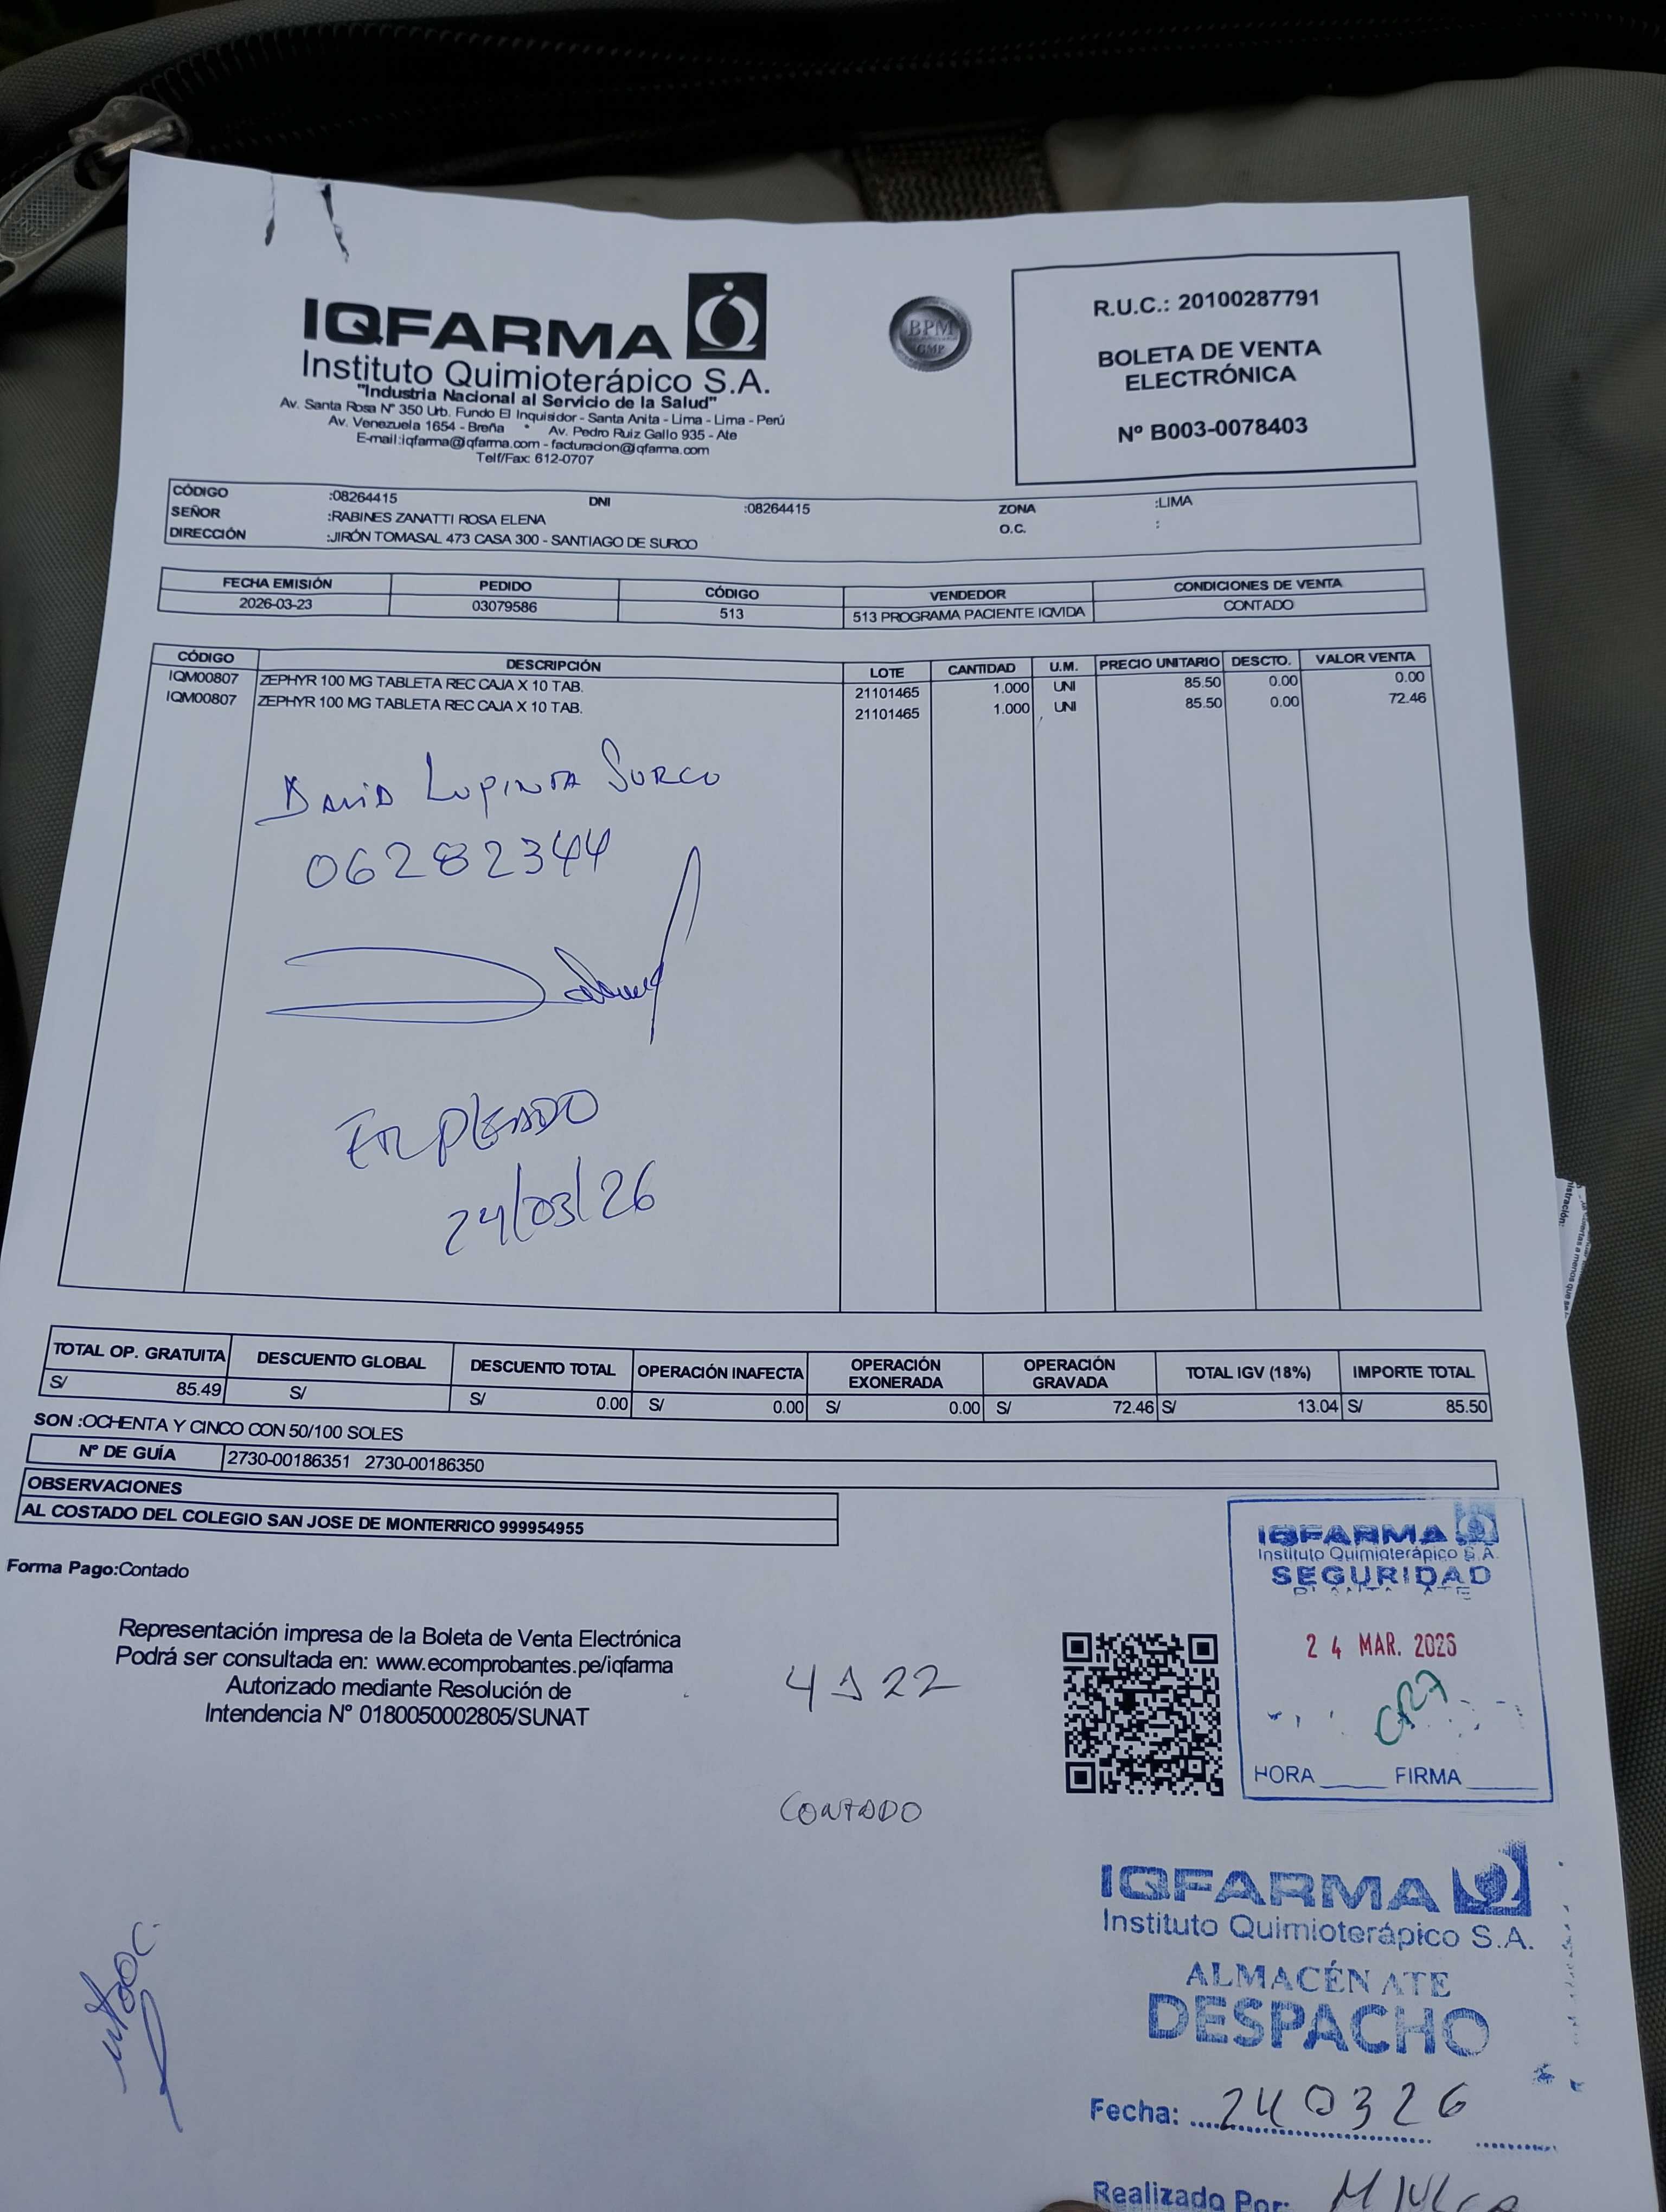 IQFARMA
Instituto Quimioterápico S.A.
"Industria Nacional al Servicio de la Salud"
Av. Santa Rosa N° 350 Urb. Fundo El Inquisidor - Santa Anita - Lima - Lima - Perú
Av. Venezuela 1654 - Breña * Av. Pedro Ruiz Gallo 935 - Ate
E-mail:iqfarma@iqfarma.com - facturacion@iqfarma.com
Telf/Fax: 612-0707
BPM
GMP
R.U.C.: 20100287791
BOLETA DE VENTA
ELECTRÓNICA
Nº B003-0078403
CÓDIGO :08264415 DNI :08264415 ZONA :LIMA
SEÑOR :RABINES ZANATTI ROSA ELENA O.C. :
DIRECCIÓN :JIRÓN TOMASAL 473 CASA 300 - SANTIAGO DE SURCO
FECHA EMISIÓN PEDIDO CÓDIGO VENDEDOR CONDICIONES DE VENTA
2026-03-23 03079586 513 513 PROGRAMA PACIENTE IQVIDA CONTADO
CÓDIGO DESCRIPCIÓN LOTE CANTIDAD U.M. PRECIO UNITARIO DESCTO. VALOR VENTA
IQM00807 ZEPHYR 100 MG TABLETA REC CAJA X 10 TAB. 21101465 1.000 UNI 85.50 0.00 0.00
IQM00807 ZEPHYR 100 MG TABLETA REC CAJA X 10 TAB. 21101465 1.000 UNI 85.50 0.00 72.46
DAVID LUPINTA SURCO
06282344
EMPLEADO
24/03/26
TOTAL OP. GRATUITA DESCUENTO GLOBAL DESCUENTO TOTAL OPERACIÓN INAFECTA OPERACIÓN EXONERADA OPERACIÓN GRAVADA TOTAL IGV (18%) IMPORTE TOTAL
S/ 85.49 S/ S/ 0.00 S/ 0.00 S/ 0.00 S/ 72.46 S/ 13.04 S/ 85.50
SON :OCHENTA Y CINCO CON 50/100 SOLES
Nº DE GUÍA 2730-00186351 2730-00186350
OBSERVACIONES
AL COSTADO DEL COLEGIO SAN JOSE DE MONTERRICO 999954955
Forma Pago:Contado
Representación impresa de la Boleta de Venta Electrónica
Podrá ser consultada en: www.ecomprobantes.pe/iqfarma
Autorizado mediante Resolución de
Intendencia N° 0180050002805/SUNAT
CONTADO
IQFARMA
Instituto Quimioterápico S.A.
SEGURIDAD
PLANTA ATE
24 MAR. 2026
HORA FIRMA
IQFARMA
Instituto Quimioterápico S.A.
ALMACÉN ATE
DESPACHO
Fecha: 240326
Realizado Por: